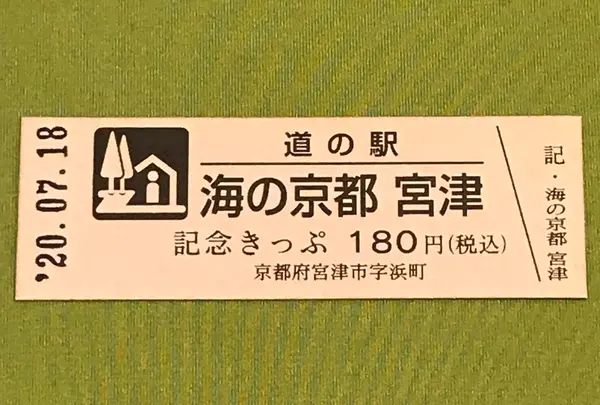 '20.07.18
道の駅
海の京都 宮津
記念きっぷ 180円(税込)
京都府宮津市字浜町
記・海の京都 宮津